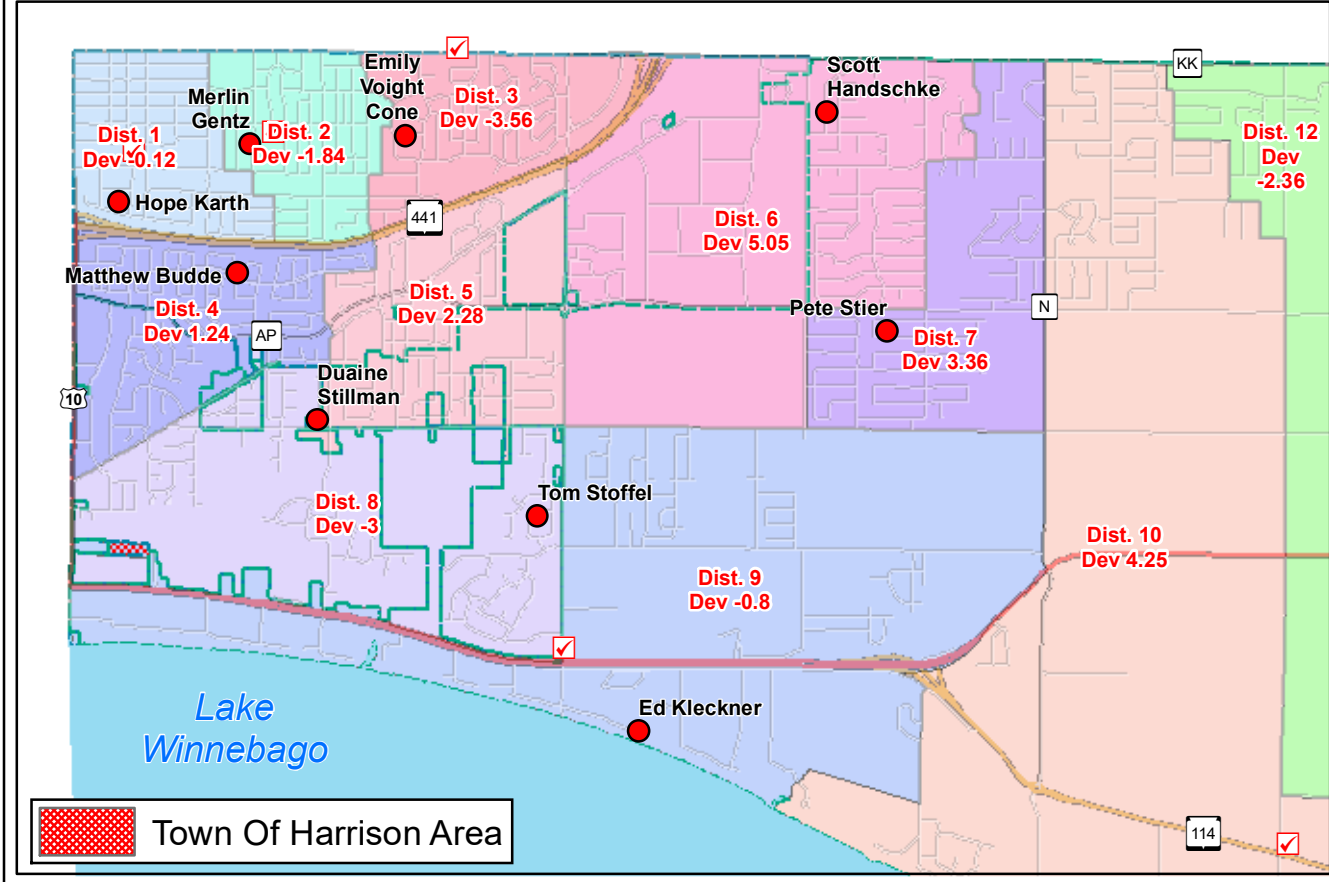 KK
Emily
Voight
Cone
Scott
Handschke
Merlin
Gentz
Dist. 3
Dev -3.56
Dist. 1
Dev -0.12
Dist. 2
Dev -1.84
Dist. 12
Dev
-2.36
Hope Karth
441
Dist. 6
Dev 5.05
Matthew Budde
Dist. 4
Dev 1.24
Dist. 5
Dev 2.28
AP
N
Pete Stier
Dist. 7
Dev 3.36
10
Duaine
Stillman
Dist. 8
Dev -3
Tom Stoffel
Dist. 10
Dev 4.25
Dist. 9
Dev -0.8
Lake
Winnebago
Ed Kleckner
Town Of Harrison Area
114